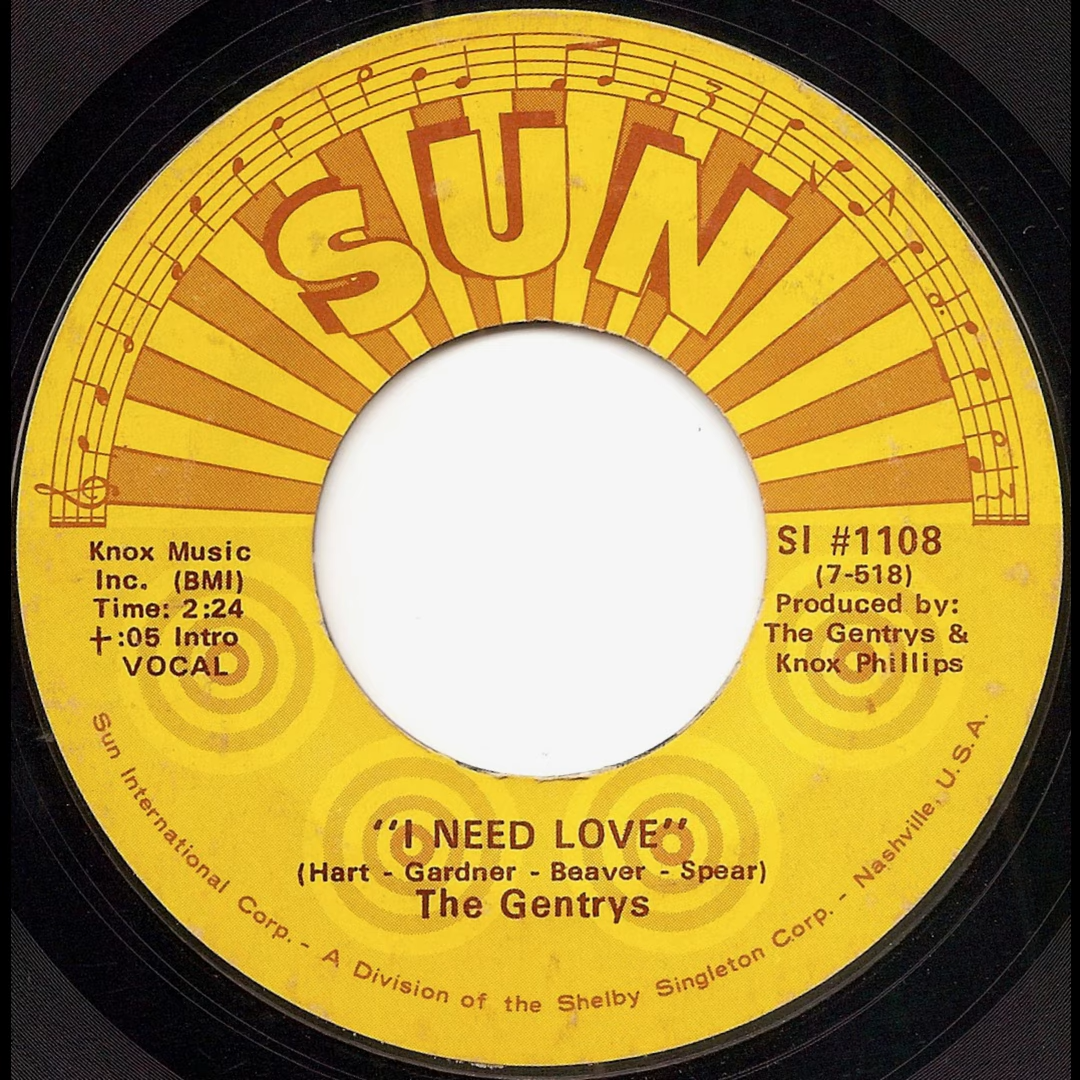 SUN
Knox Music
Inc. (BMI)
Time: 2:24
+:05 Intro
VOCAL
SI #1108
(7-518)
Produced by:
The Gentrys &
Knox Phillips
"I NEED LOVE"
(Hart - Gardner - Beaver - Spear)
The Gentrys
Sun International Corp. - A Division of the Shelby Singleton Corp. - Nashville, U.S.A.